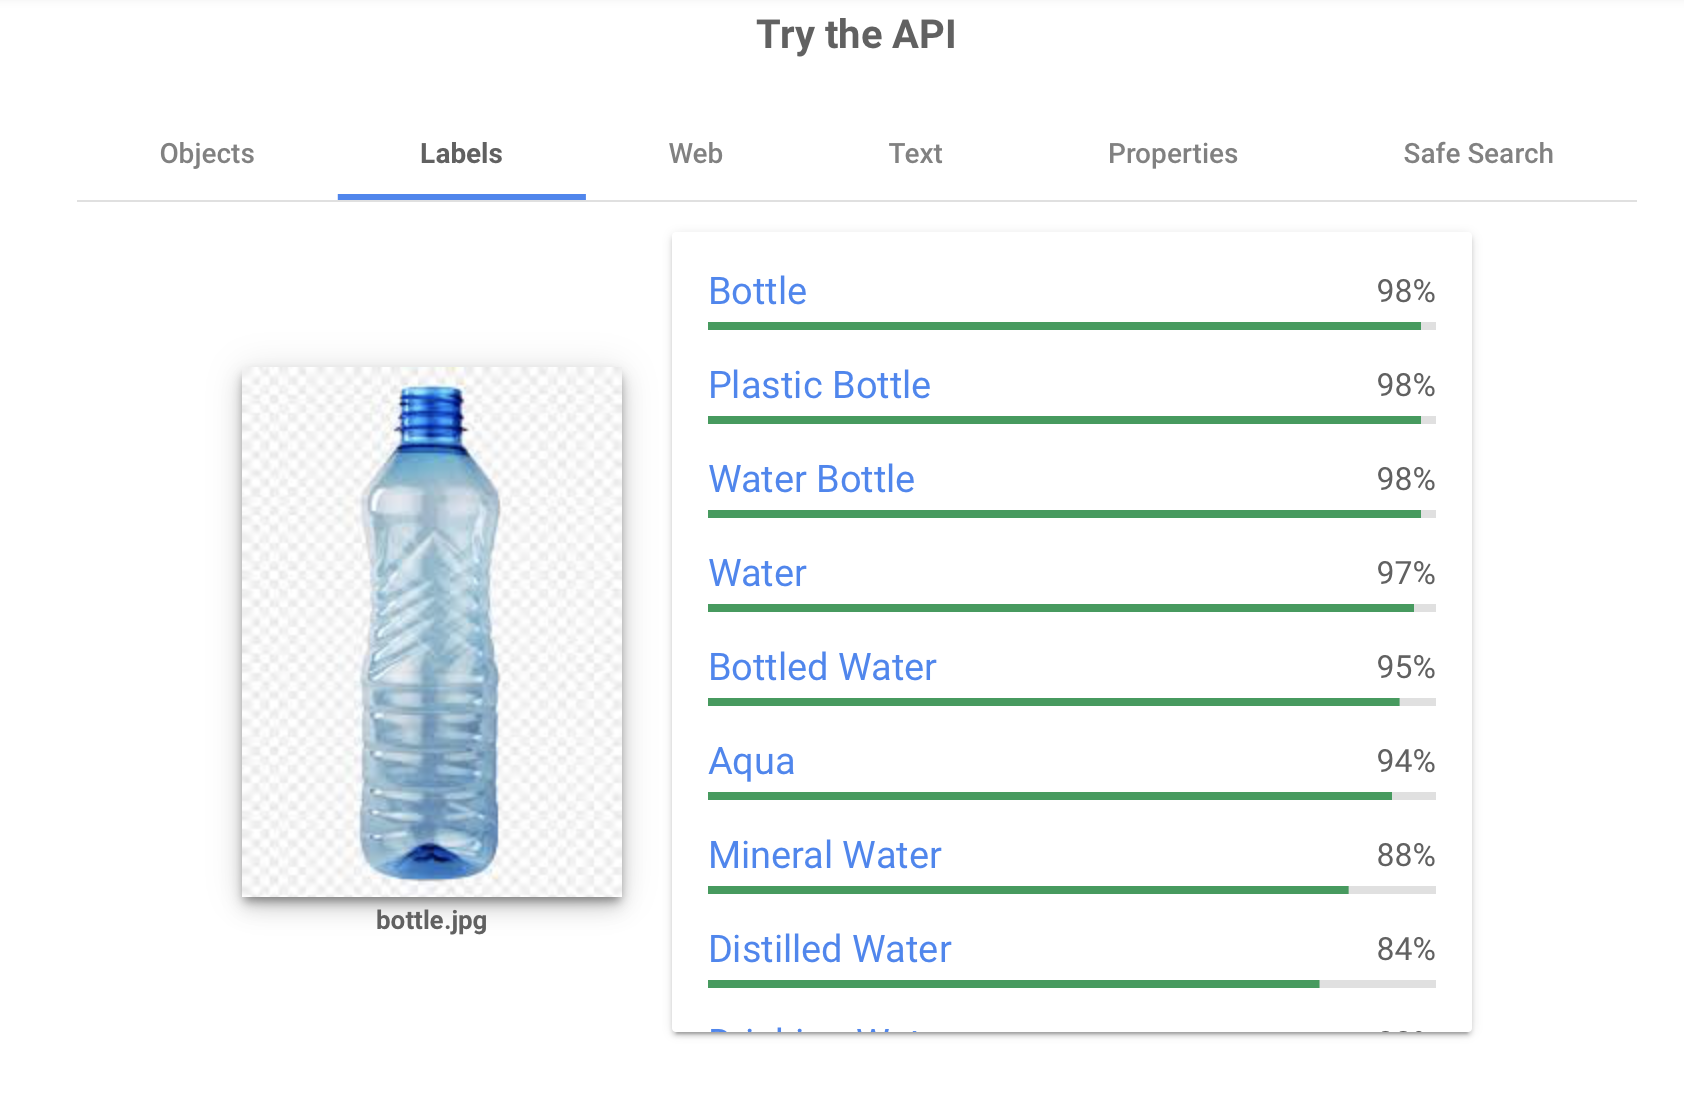 Try the API
Objects Labels Web Text Properties Safe Search
Bottle 98%
Plastic Bottle 98%
Water Bottle 98%
Water 97%
Bottled Water 95%
Aqua 94%
Mineral Water 88%
Distilled Water 84%
bottle.jpg